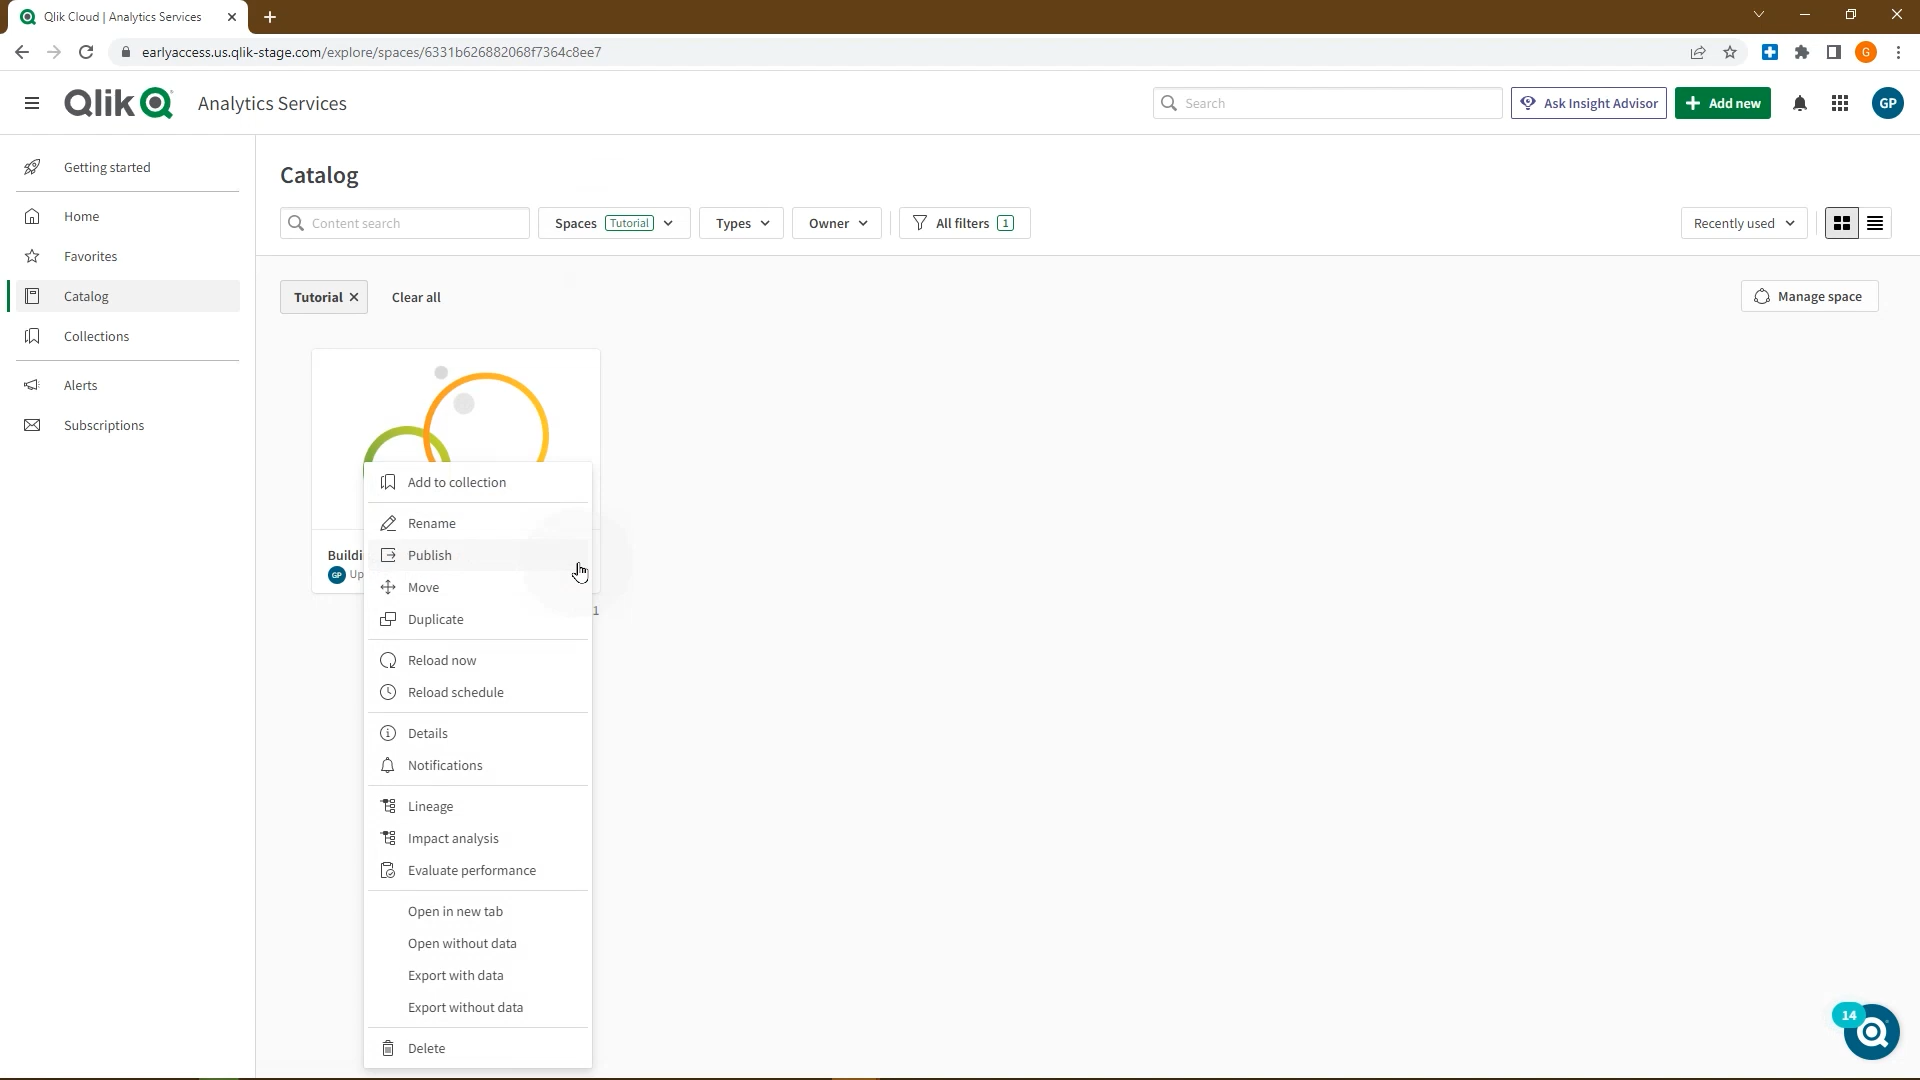 Qlik Cloud | Analytics Services
earlyaccess.us.qlik-stage.com/explore/spaces/6331b626882068f7364c8ee7
G
Qlik Analytics Services
Search
Ask Insight Advisor
Add new
GP
Getting started
Home
Favorites
Catalog
Collections
Alerts
Subscriptions
Catalog
Content search
Spaces Tutorial
Types
Owner
All filters 1
Recently used
Tutorial
Clear all
Manage space
Buildi
GP Up
1
Add to collection
Rename
Publish
Move
Duplicate
Reload now
Reload schedule
Details
Notifications
Lineage
Impact analysis
Evaluate performance
Open in new tab
Open without data
Export with data
Export without data
Delete
14